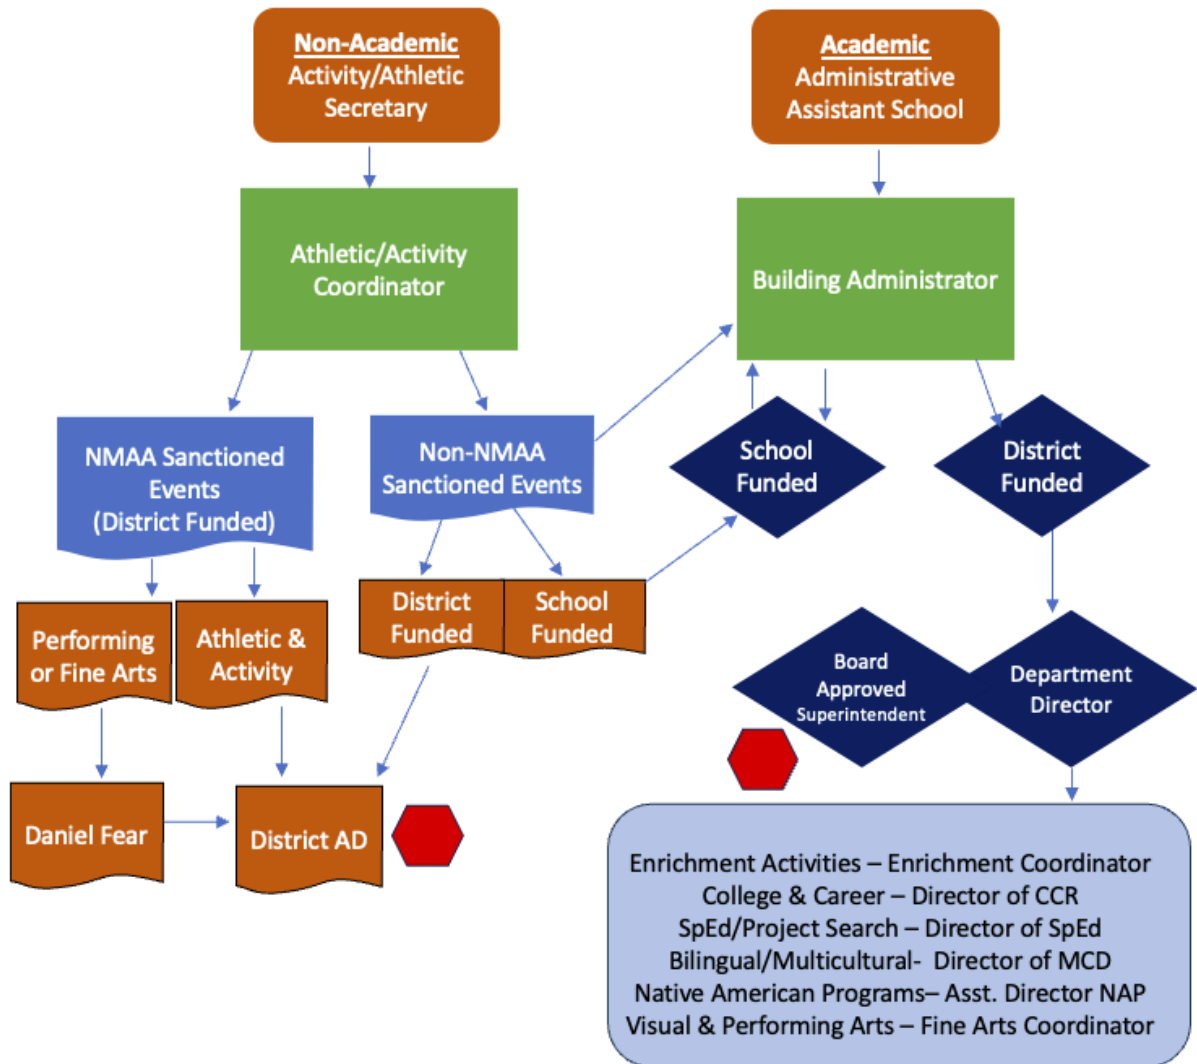 Non-Academic
Activity/Athletic
Secretary
Academic
Administrative
Assistant School
Athletic/Activity
Coordinator
Building Administrator
NMAA Sanctioned
Events
(District Funded)
Non-NMAA
Sanctioned Events
School
Funded
District
Funded
Performing
or Fine Arts
Athletic &
Activity
District
Funded
School
Funded
Board
Approved
Superintendent
Department
Director
Daniel Fear
District AD
Enrichment Activities – Enrichment Coordinator
College & Career – Director of CCR
SpEd/Project Search – Director of SpEd
Bilingual/Multicultural-  Director of MCD
Native American Programs– Asst. Director NAP
Visual & Performing Arts – Fine Arts Coordinator